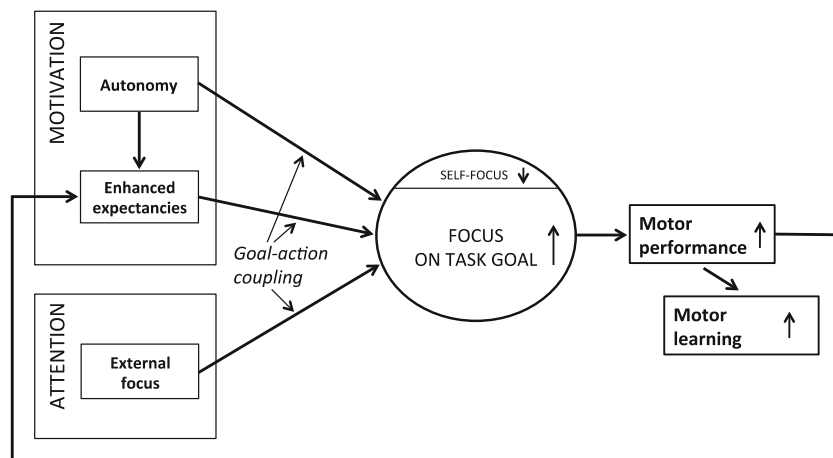 MOTIVATION
Autonomy
Enhanced
expectancies
Goal-action
coupling
ATTENTION
External
focus
SELF-FOCUS
FOCUS
ON TASK GOAL
Motor
performance
Motor
learning